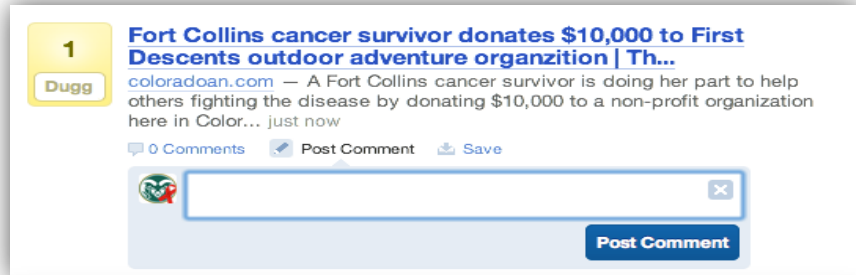 1
Dugg
Fort Collins cancer survivor donates $10,000 to First
Descents outdoor adventure organzition | Th...
coloradoan.com — A Fort Collins cancer survivor is doing her part to help
others fighting the disease by donating $10,000 to a non-profit organization
here in Color... just now
0 Comments Post Comment Save
Post Comment